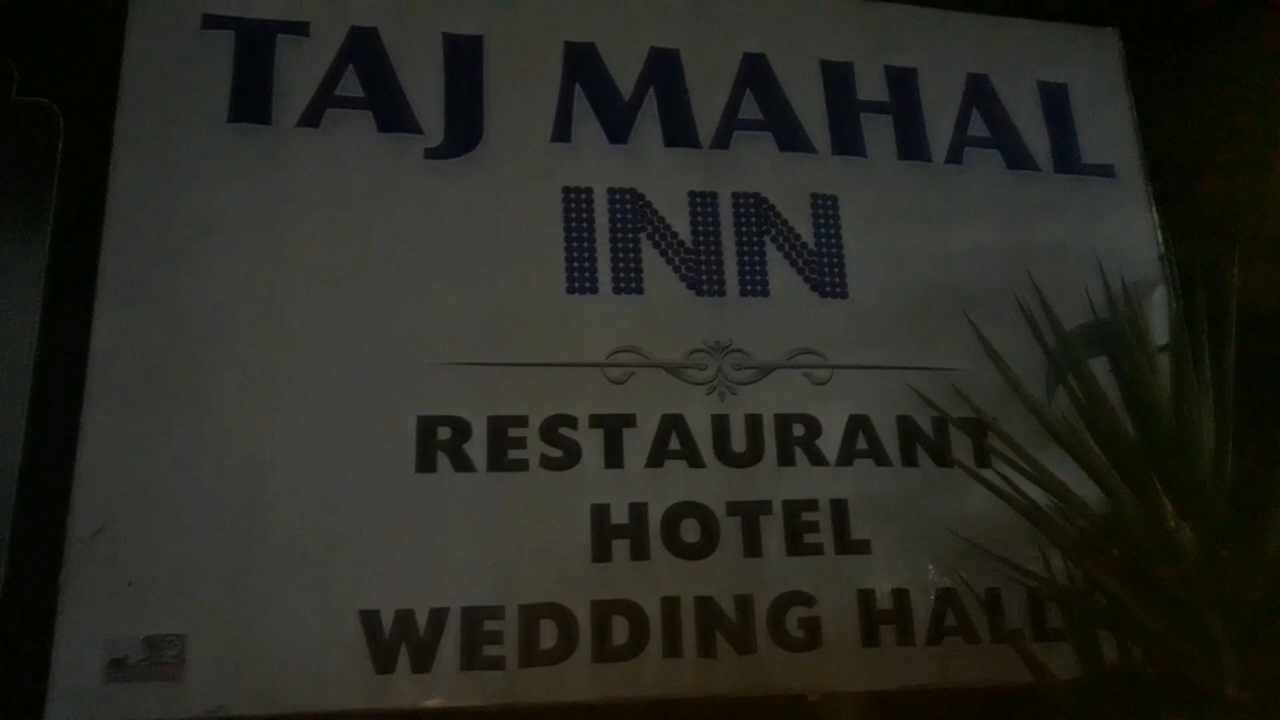 TAJ MAHAL
INN
RESTAURANT
HOTEL
WEDDING HALL